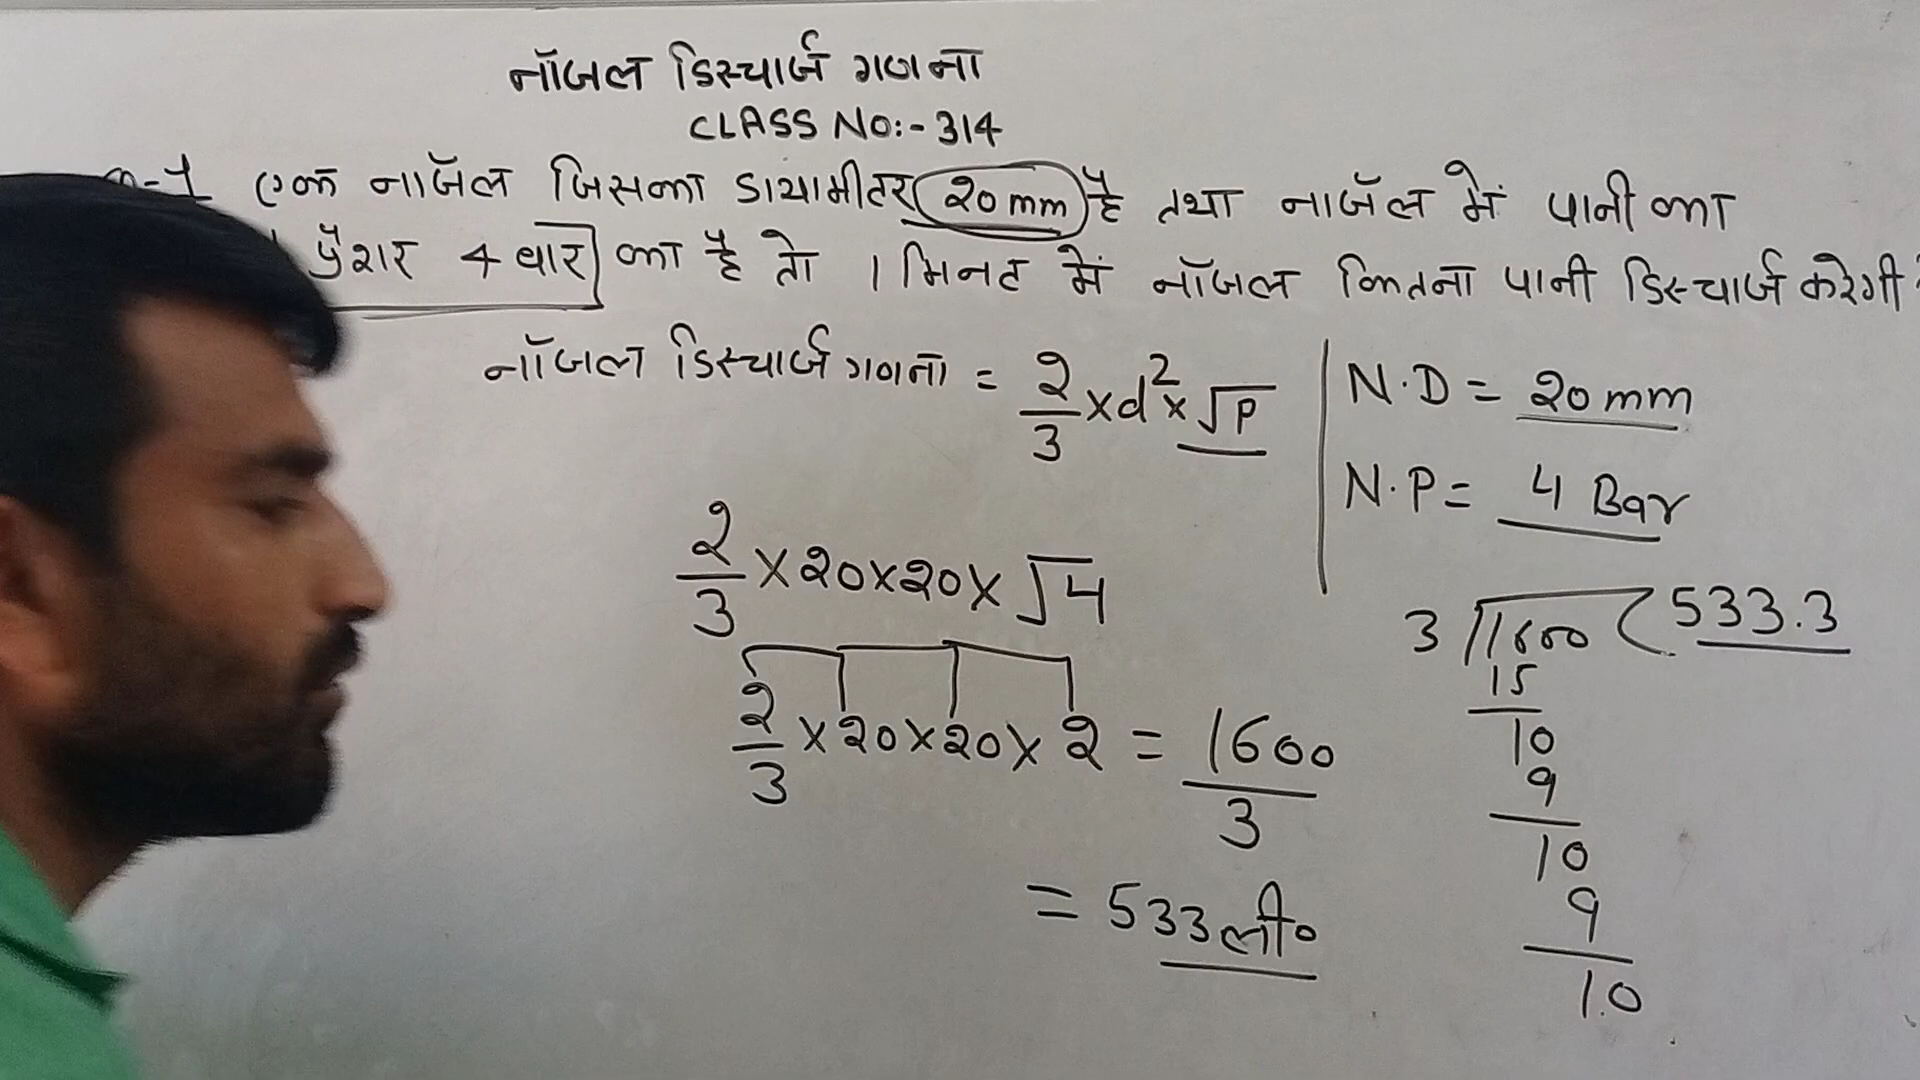 नॉजल डिस्चार्ज गणना
CLASS NO:- 314
एक नाजॅल जिसका डायामीटर 20 mm है तथा नाजॅल में पानी का
प्रैशर 4 बार का है तो 1 मिनट में नॉजल कितना पानी डिस्चार्ज करेगी ?
नॉजल डिस्चार्ज गणना = 2/3 × d² × √P
N.D = 20 mm
N.P = 4 Bar
2/3 × 20 × 20 × √4
2/3 × 20 × 20 × 2 = 1600/3
= 533 ली०
3 1600 533.3
15
10
9
10
9
1.0